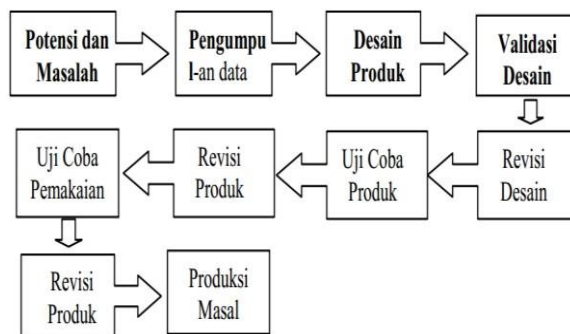 Potensi dan
Masalah
Pengumpu
l-an data
Desain
Produk
Validasi
Desain
Revisi
Desain
Uji Coba
Produk
Revisi
Produk
Uji Coba
Pemakaian
Revisi
Produk
Produksi
Masal